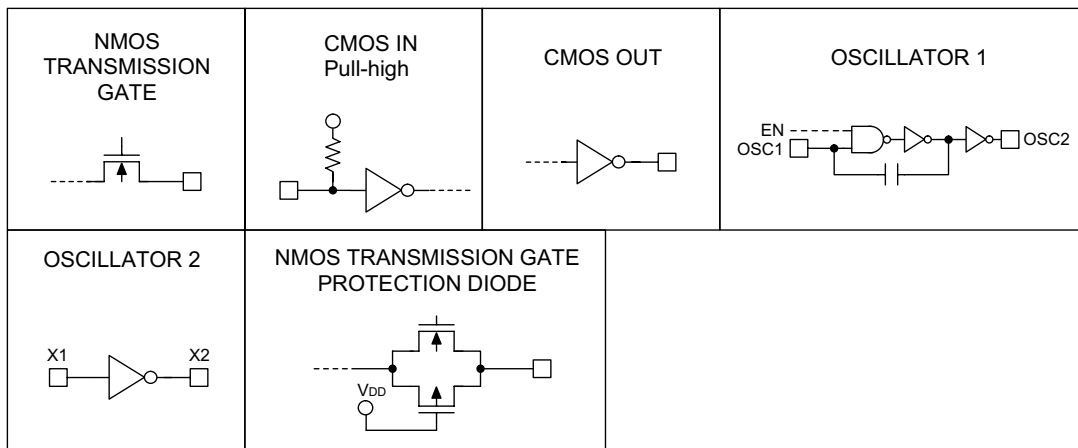 NMOS
TRANSMISSION
GATE
CMOS IN
Pull-high
CMOS OUT
OSCILLATOR 1
EN
OSC1
OSC2
OSCILLATOR 2
X1
X2
NMOS TRANSMISSION GATE
PROTECTION DIODE
VDD